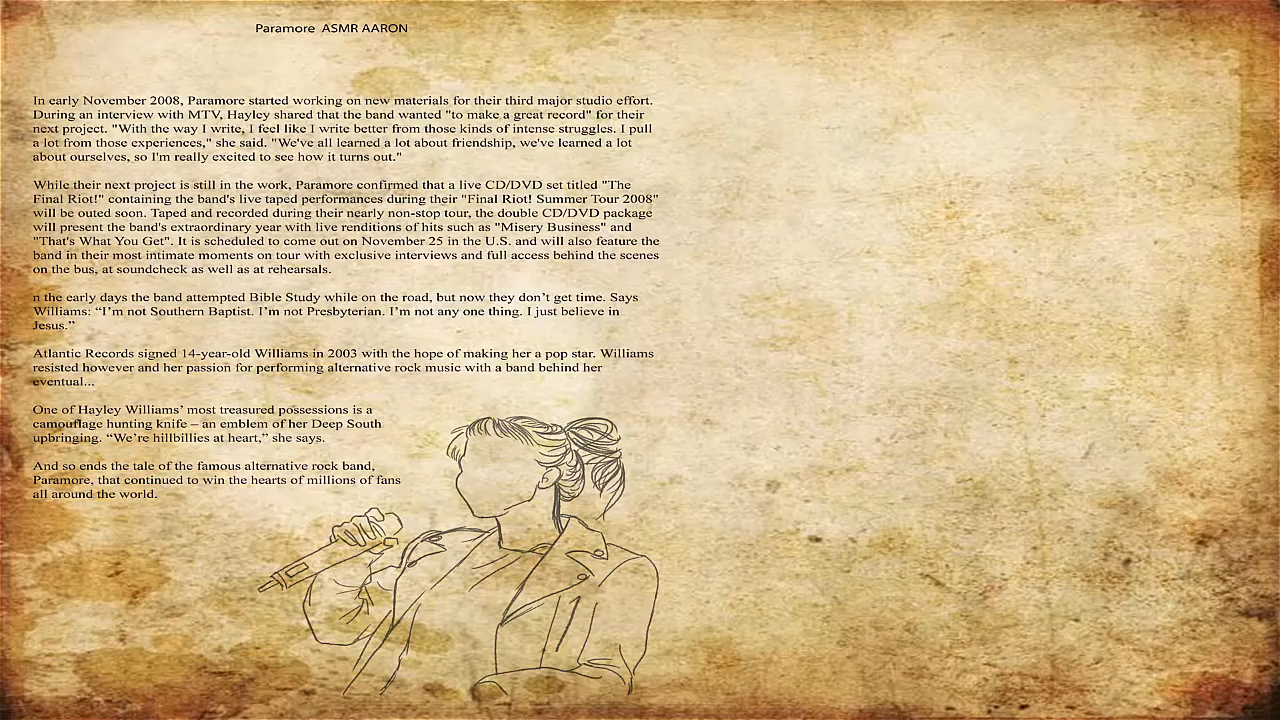 Paramore ASMR AARON
In early November 2008, Paramore started working on new materials for their third major studio effort.
During an interview with MTV, Hayley shared that the band wanted "to make a great record" for their
next project. "With the way I write, I feel like I write better from those kinds of intense struggles. I pull
a lot from those experiences," she said. "We've all learned a lot about friendship, we've learned a lot
about ourselves, so I'm really excited to see how it turns out."
While their next project is still in the work, Paramore confirmed that a live CD/DVD set titled "The
Final Riot!" containing the band's live taped performances during their "Final Riot! Summer Tour 2008"
will be outed soon. Taped and recorded during their nearly non-stop tour, the double CD/DVD package
will present the band's extraordinary year with live renditions of hits such as "Misery Business" and
"That's What You Get". It is scheduled to come out on November 25 in the U.S. and will also feature the
band in their most intimate moments on tour with exclusive interviews and full access behind the scenes
on the bus, at soundcheck as well as at rehearsals.
n the early days the band attempted Bible Study while on the road, but now they don’t get time. Says
Williams: “I’m not Southern Baptist. I’m not Presbyterian. I’m not any one thing. I just believe in
Jesus.”
Atlantic Records signed 14-year-old Williams in 2003 with the hope of making her a pop star. Williams
resisted however and her passion for performing alternative rock music with a band behind her
eventual...
One of Hayley Williams’ most treasured possessions is a
camouflage hunting knife – an emblem of her Deep South
upbringing. “We’re hillbillies at heart,” she says.
And so ends the tale of the famous alternative rock band,
Paramore, that continued to win the hearts of millions of fans
all around the world.